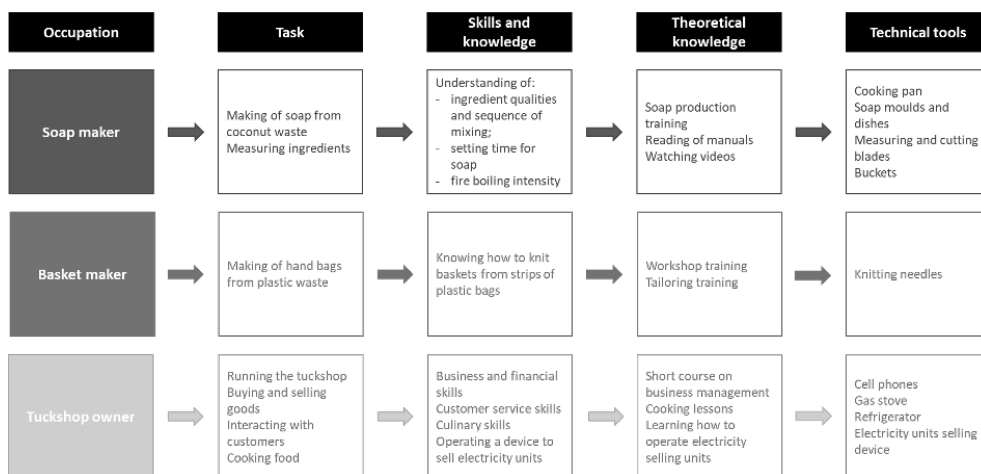 Occupation
Task
Skills and
knowledge
Theoretical
knowledge
Technical tools
Soap maker
Making of soap from
coconut waste
Measuring ingredients
Understanding of:
- ingredient qualities
and sequence of
mixing;
- setting time for
soap
- fire boiling intensity
Soap production
training
Reading of manuals
Watching videos
Cooking pan
Soap moulds and
dishes
Measuring and cutting
blades
Buckets
Basket maker
Making of hand bags
from plastic waste
Knowing how to knit
baskets from strips of
plastic bags
Workshop training
Tailoring training
Knitting needles
Tuckshop owner
Running the tuckshop
Buying and selling
goods
Interacting with
customers
Cooking food
Business and financial
skills
Customer service skills
Culinary skills
Operating a device to
sell electricity units
Short course on
business management
Cooking lessons
Learning how to
operate electricity
selling units
Cell phones
Gas stove
Refrigerator
Electricity units selling
device